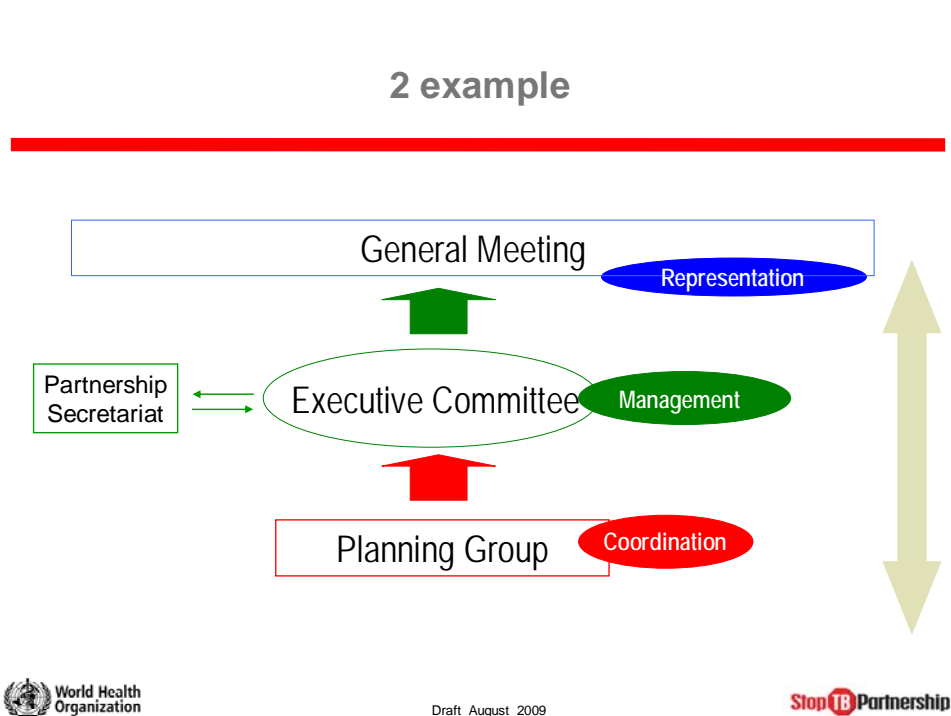 2 example
General Meeting
Representation
Partnership
Secretariat
Executive Committee
Management
Planning Group
Coordination
World Health
Organization
Draft August 2009
Stop TB Partnership